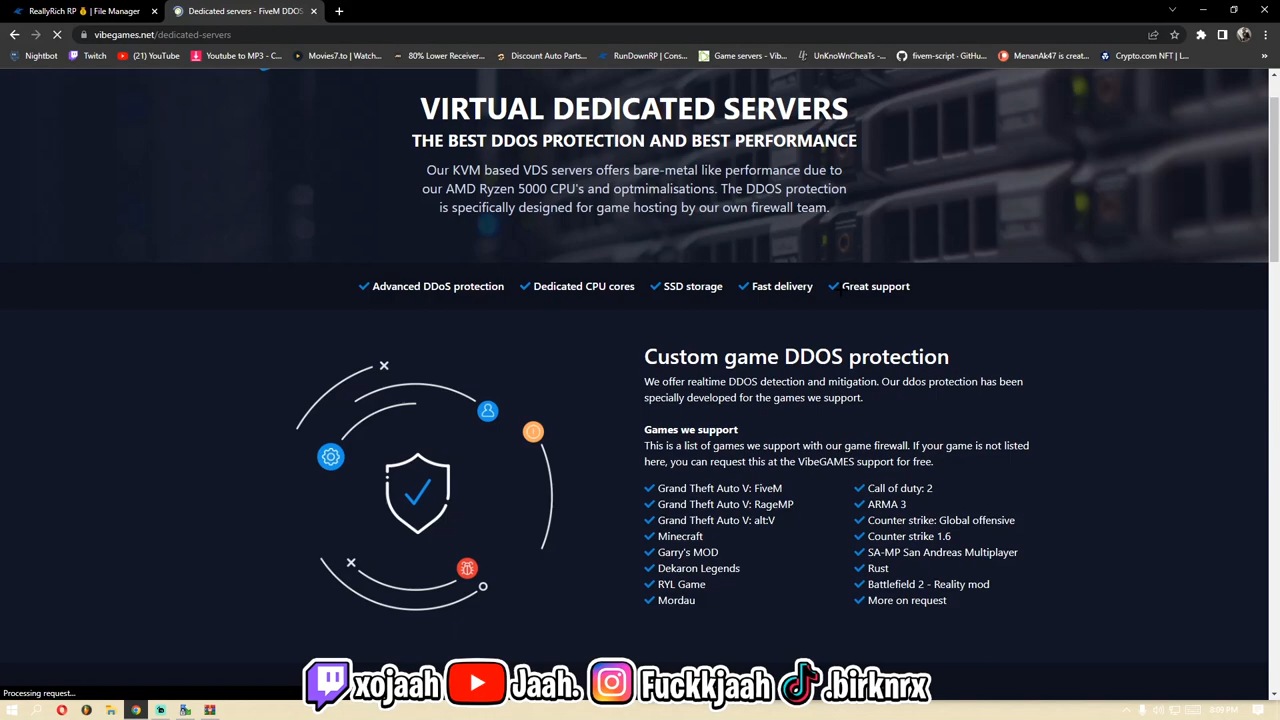 ReallyRich RP 💰 | File Manager
Dedicated servers - FiveM DDOS
vibegames.net/dedicated-servers
Nightbot
Twitch
(21) YouTube
Youtube to MP3 - C...
Movies7.to | Watch...
80% Lower Receiver...
Discount Auto Parts...
RunDownRP | Cons...
Game servers - Vib...
UnKnoWnCheaTs -...
fivem-script - GitHu...
MenanAk47 is creat...
Crypto.com NFT | L...
VIRTUAL DEDICATED SERVERS
THE BEST DDOS PROTECTION AND BEST PERFORMANCE
Our KVM based VDS servers offers bare-metal like performance due to
our AMD Ryzen 5000 CPU's and optmimalisations. The DDOS protection
is specifically designed for game hosting by our own firewall team.
Advanced DDoS protection
Dedicated CPU cores
SSD storage
Fast delivery
Great support
Custom game DDOS protection
We offer realtime DDOS detection and mitigation. Our ddos protection has been
specially developed for the games we support.
Games we support
This is a list of games we support with our game firewall. If your game is not listed
here, you can request this at the VibeGAMES support for free.
Grand Theft Auto V: FiveM
Grand Theft Auto V: RageMP
Grand Theft Auto V: alt:V
Minecraft
Garry's MOD
Dekaron Legends
RYL Game
Mordau
Call of duty: 2
ARMA 3
Counter strike: Global offensive
Counter strike 1.6
SA-MP San Andreas Multiplayer
Rust
Battlefield 2 - Reality mod
More on request
xojaah
Jaah.
Fuckkjaah
.birknrx
Processing request...
8:09 PM